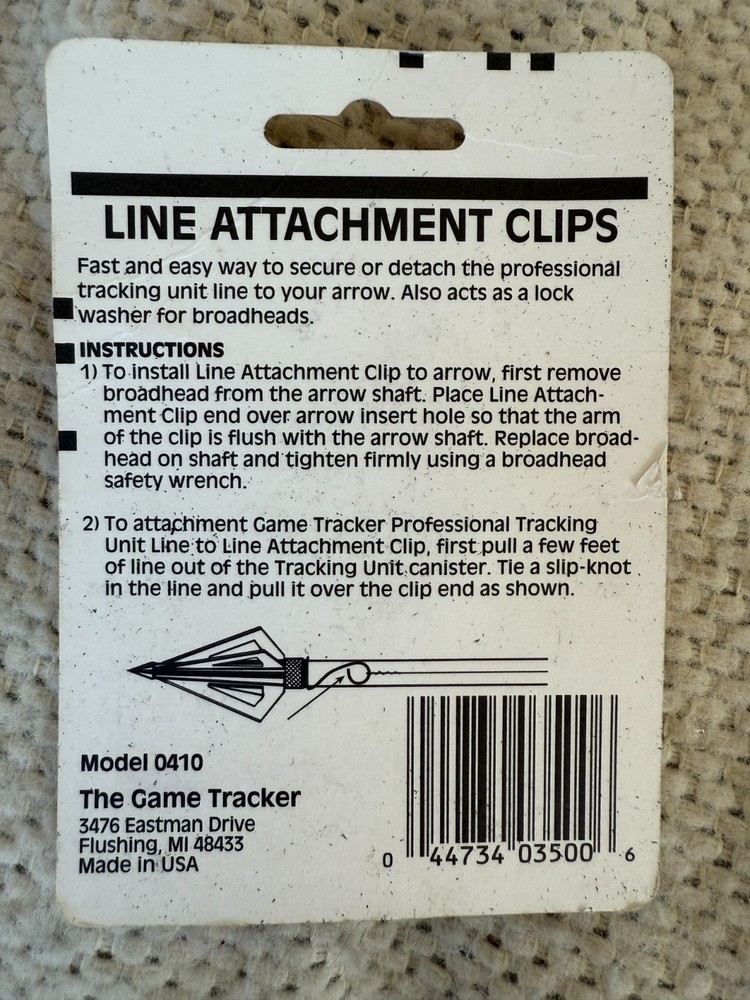 LINE ATTACHMENT CLIPS
Fast and easy way to secure or detach the professional
tracking unit line to your arrow. Also acts as a lock
washer for broadheads.
INSTRUCTIONS
1) To install Line Attachment Clip to arrow, first remove
broadhead from the arrow shaft. Place Line Attach-
ment Clip end over arrow insert hole so that the arm
of the clip is flush with the arrow shaft. Replace broad-
head on shaft and tighten firmly using a broadhead
safety wrench.
2) To attachment Game Tracker Professional Tracking
Unit Line to Line Attachment Clip, first pull a few feet
of line out of the Tracking Unit canister. Tie a slip-knot
in the line and pull it over the clip end as shown.
Model 0410
The Game Tracker
3476 Eastman Drive
Flushing, MI 48433
Made in USA
0 44734 03500 6